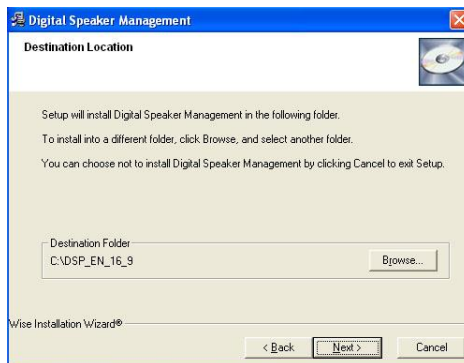 Digital Speaker Management
Destination Location
Setup will install Digital Speaker Management in the following folder.
To install into a different folder, click Browse, and select another folder.
You can choose not to install Digital Speaker Management by clicking Cancel to exit Setup.
Destination Folder
C:\DSP_EN_16_9
Browse...
Wise Installation Wizard®
< Back
Next >
Cancel